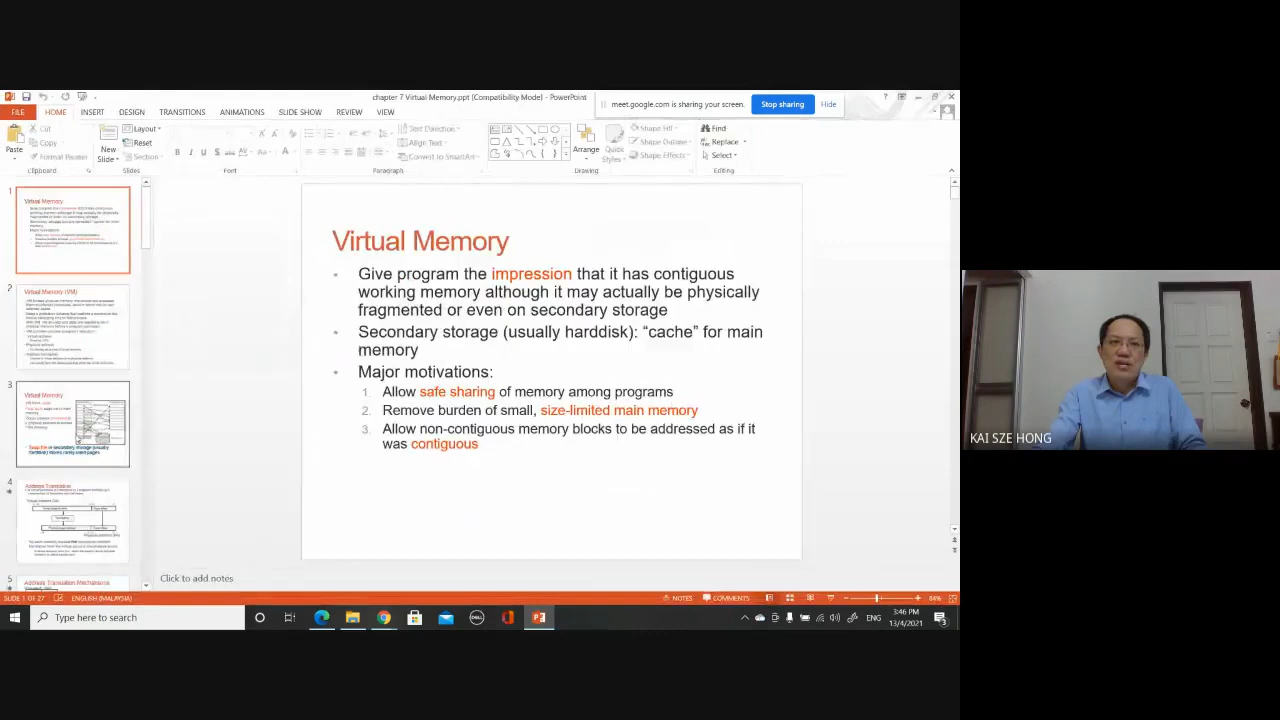 chapter 7 Virtual Memory.ppt [Compatibility Mode] - PowerPoint
meet.google.com is sharing your screen.
Stop sharing
Hide
FILE HOME INSERT DESIGN TRANSITIONS ANIMATIONS SLIDE SHOW REVIEW VIEW
Paste
Cut
Copy
Format Painter
Clipboard
New Slide
Layout
Reset
Section
Slides
Font
Text Direction
Align Text
Convert to SmartArt
Paragraph
Arrange
Quick Styles
Shape Fill
Shape Outline
Shape Effects
Drawing
Find
Replace
Select
Editing
1
Virtual Memory
2
Virtual Memory (VM)
3
Virtual Memory
4
Address Translation
5
Address Translation Mechanisms
Virtual Memory
Give program the impression that it has contiguous
working memory, although it may actually be physically
fragmented or even on secondary storage
Secondary storage (usually harddisk): “cache” for main
memory
Major motivations:
1. Allow safe sharing of memory among programs
2. Remove burden of small, size-limited main memory
3. Allow non-contiguous memory blocks to be addressed as if it
was contiguous
Click to add notes
SLIDE 1 OF 27
ENGLISH (MALAYSIA)
NOTES
COMMENTS
84%
Type here to search
DELL
ENG
3:46 PM
13/4/2021
3
KAI SZE HONG